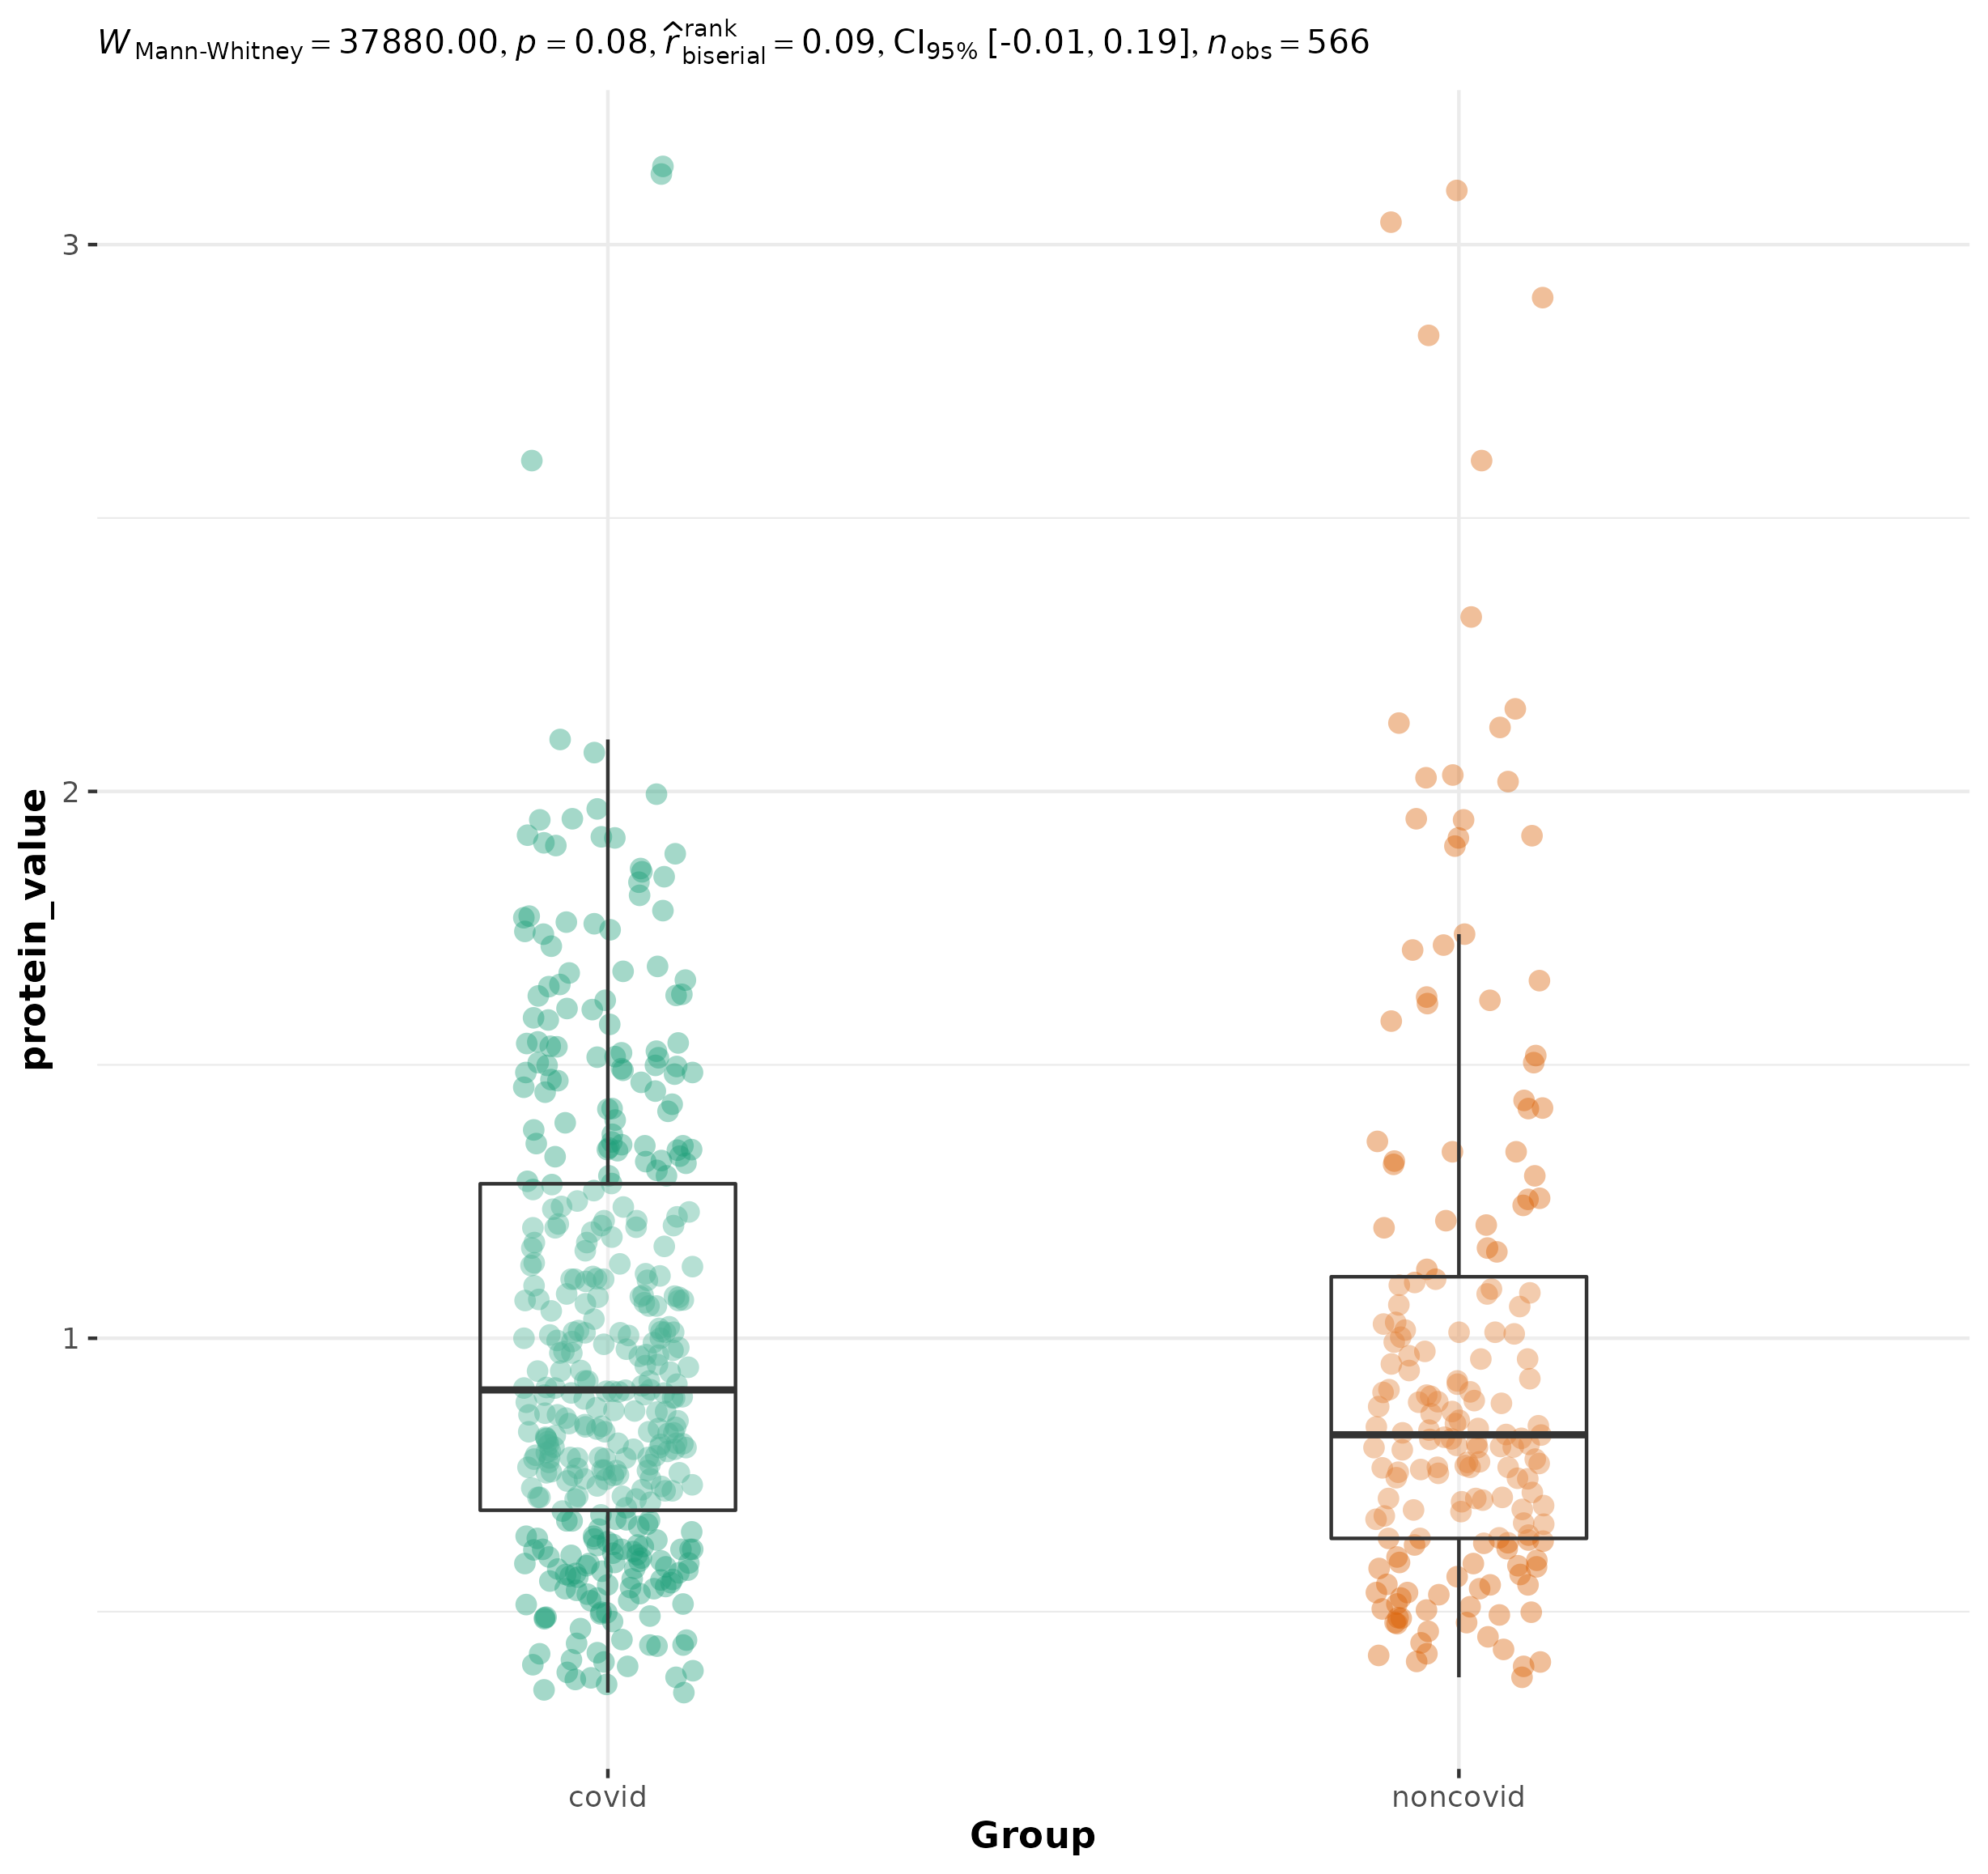 W Mann-Whitney = 37880.00, p = 0.08, r̂ rank biserial = 0.09, CI95% [-0.01, 0.19], nobs = 566
3
2
1
protein_value
covid noncovid
Group